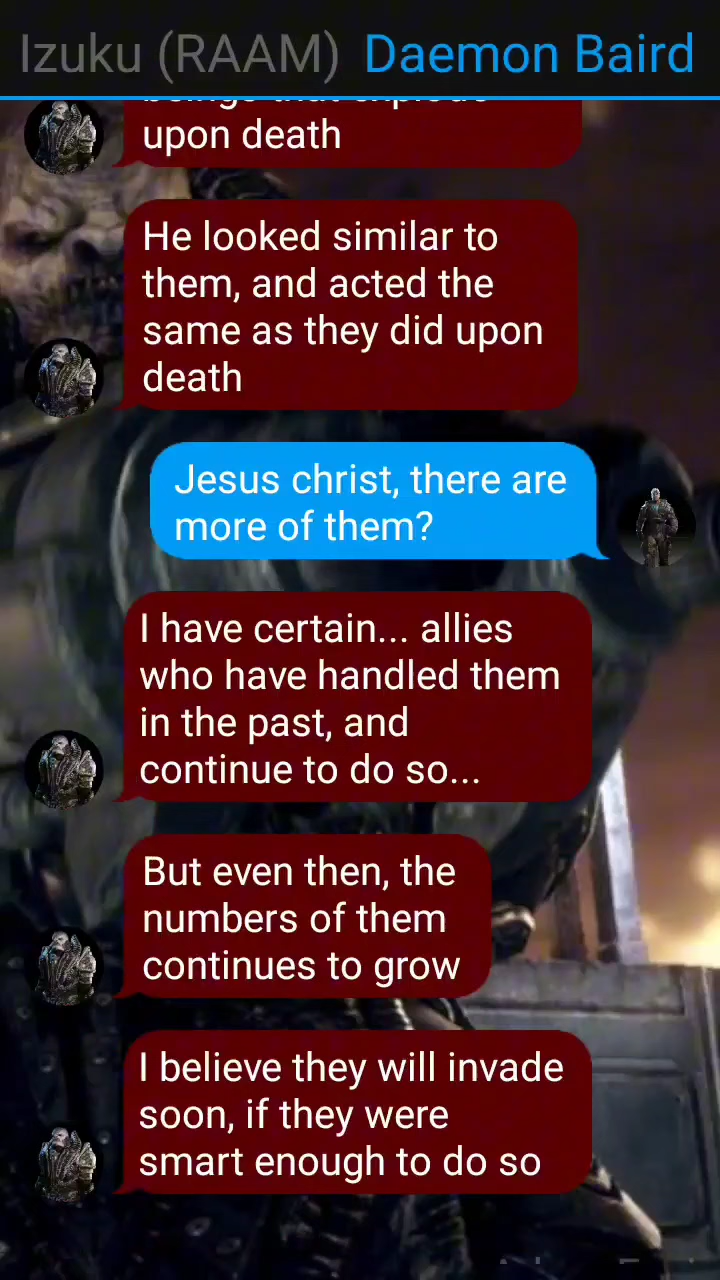 Izuku (RAAM) Daemon Baird
beings that explode
upon death
He looked similar to
them, and acted the
same as they did upon
death
Jesus christ, there are
more of them?
I have certain... allies
who have handled them
in the past, and
continue to do so...
But even then, the
numbers of them
continues to grow
I believe they will invade
soon, if they were
smart enough to do so